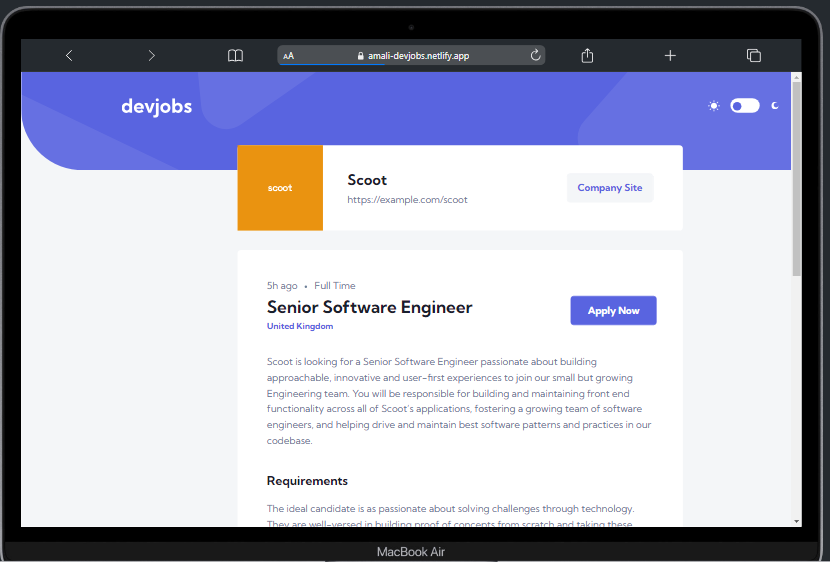 AA amali-devjobs.netlify.app
devjobs
scoot
Scoot
https://example.com/scoot
Company Site
5h ago • Full Time
Senior Software Engineer
United Kingdom
Apply Now
Scoot is looking for a Senior Software Engineer passionate about building
approachable, innovative and user-first experiences to join our small but growing
Engineering team. You will be responsible for building and maintaining front end
functionality across all of Scoot's applications, fostering a growing team of software
engineers, and helping drive and maintain best software patterns and practices in our
codebase.
Requirements
The ideal candidate is as passionate about solving challenges through technology.
They are well-versed in building proof of concepts from scratch and taking these
MacBook Air